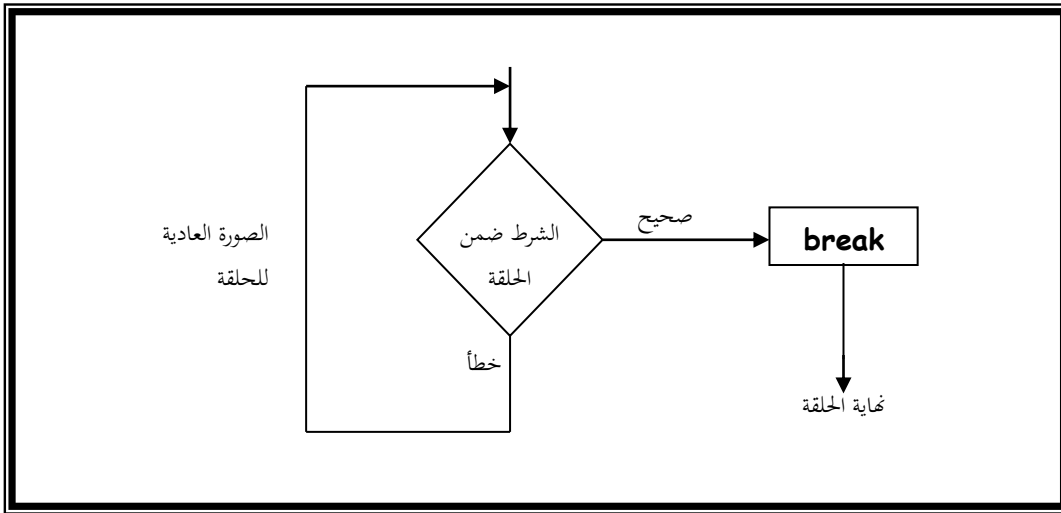 الصورة العادية
للحلقة
الشرط ضمن
الحلقة
صحيح
break
خطأ
نهاية الحلقة